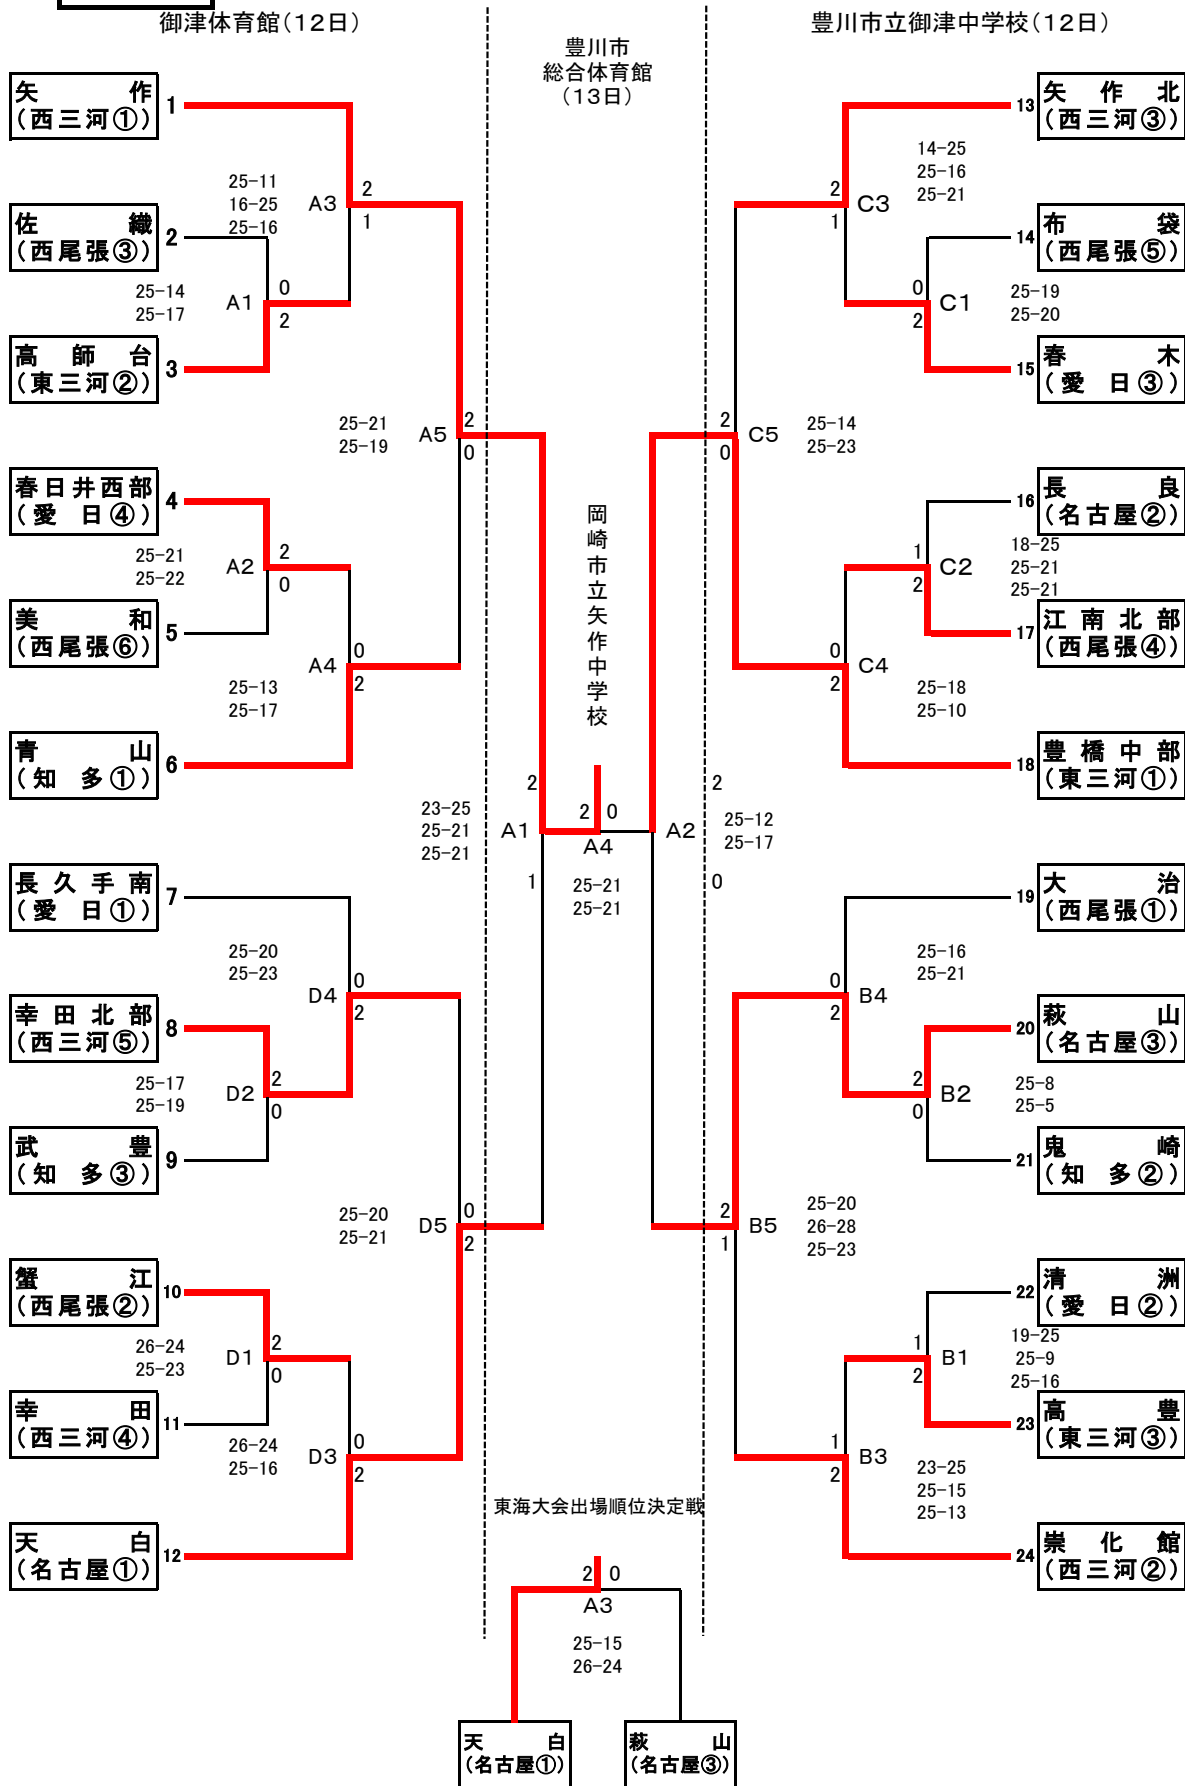 御津体育館(12日)
豊川市
総合体育館
(13日)
豊川市立御津中学校(12日)
矢作
(西三河①)
1
佐織
(西尾張③)
2
高師台
(東三河②)
3
春日井西部
(愛日④)
4
美和
(西尾張⑥)
5
青山
(知多①)
6
長久手南
(愛日①)
7
幸田北部
(西三河⑤)
8
武豊
(知多③)
9
蟹江
(西尾張②)
10
幸田
(西三河④)
11
天白
(名古屋①)
12
25-11
16-25
25-16
A3
2
1
25-14
25-17
A1
0
2
25-21
25-19
A5
2
0
25-21
25-22
A2
2
0
25-13
25-17
A4
0
2
25-20
25-23
D4
0
2
25-17
25-19
D2
2
0
25-20
25-21
D5
0
2
26-24
25-23
D1
2
0
26-24
25-16
D3
0
2
岡崎市立矢作中学校
23-25
25-21
25-21
A1
2
1
2
0
A4
25-21
25-21
A2
2
0
25-12
25-17
13
矢作北
(西三河③)
14
布袋
(西尾張⑤)
15
春木
(愛日③)
16
長良
(名古屋②)
17
江南北部
(西尾張④)
18
豊橋中部
(東三河①)
19
大治
(西尾張①)
20
萩山
(名古屋③)
21
鬼崎
(知多②)
22
清洲
(愛日②)
23
高豊
(東三河③)
24
崇化館
(西三河②)
2
1
C3
14-25
25-16
25-21
0
2
C1
25-19
25-20
2
0
C5
25-14
25-23
1
2
C2
18-25
25-21
25-21
0
2
C4
25-18
25-10
0
2
B4
25-16
25-21
2
0
B2
25-8
25-5
2
1
B5
25-20
26-28
25-23
1
2
B1
19-25
25-9
25-16
1
2
B3
23-25
25-15
25-13
東海大会出場順位決定戦
2
0
A3
25-15
26-24
天白
(名古屋①)
萩山
(名古屋③)